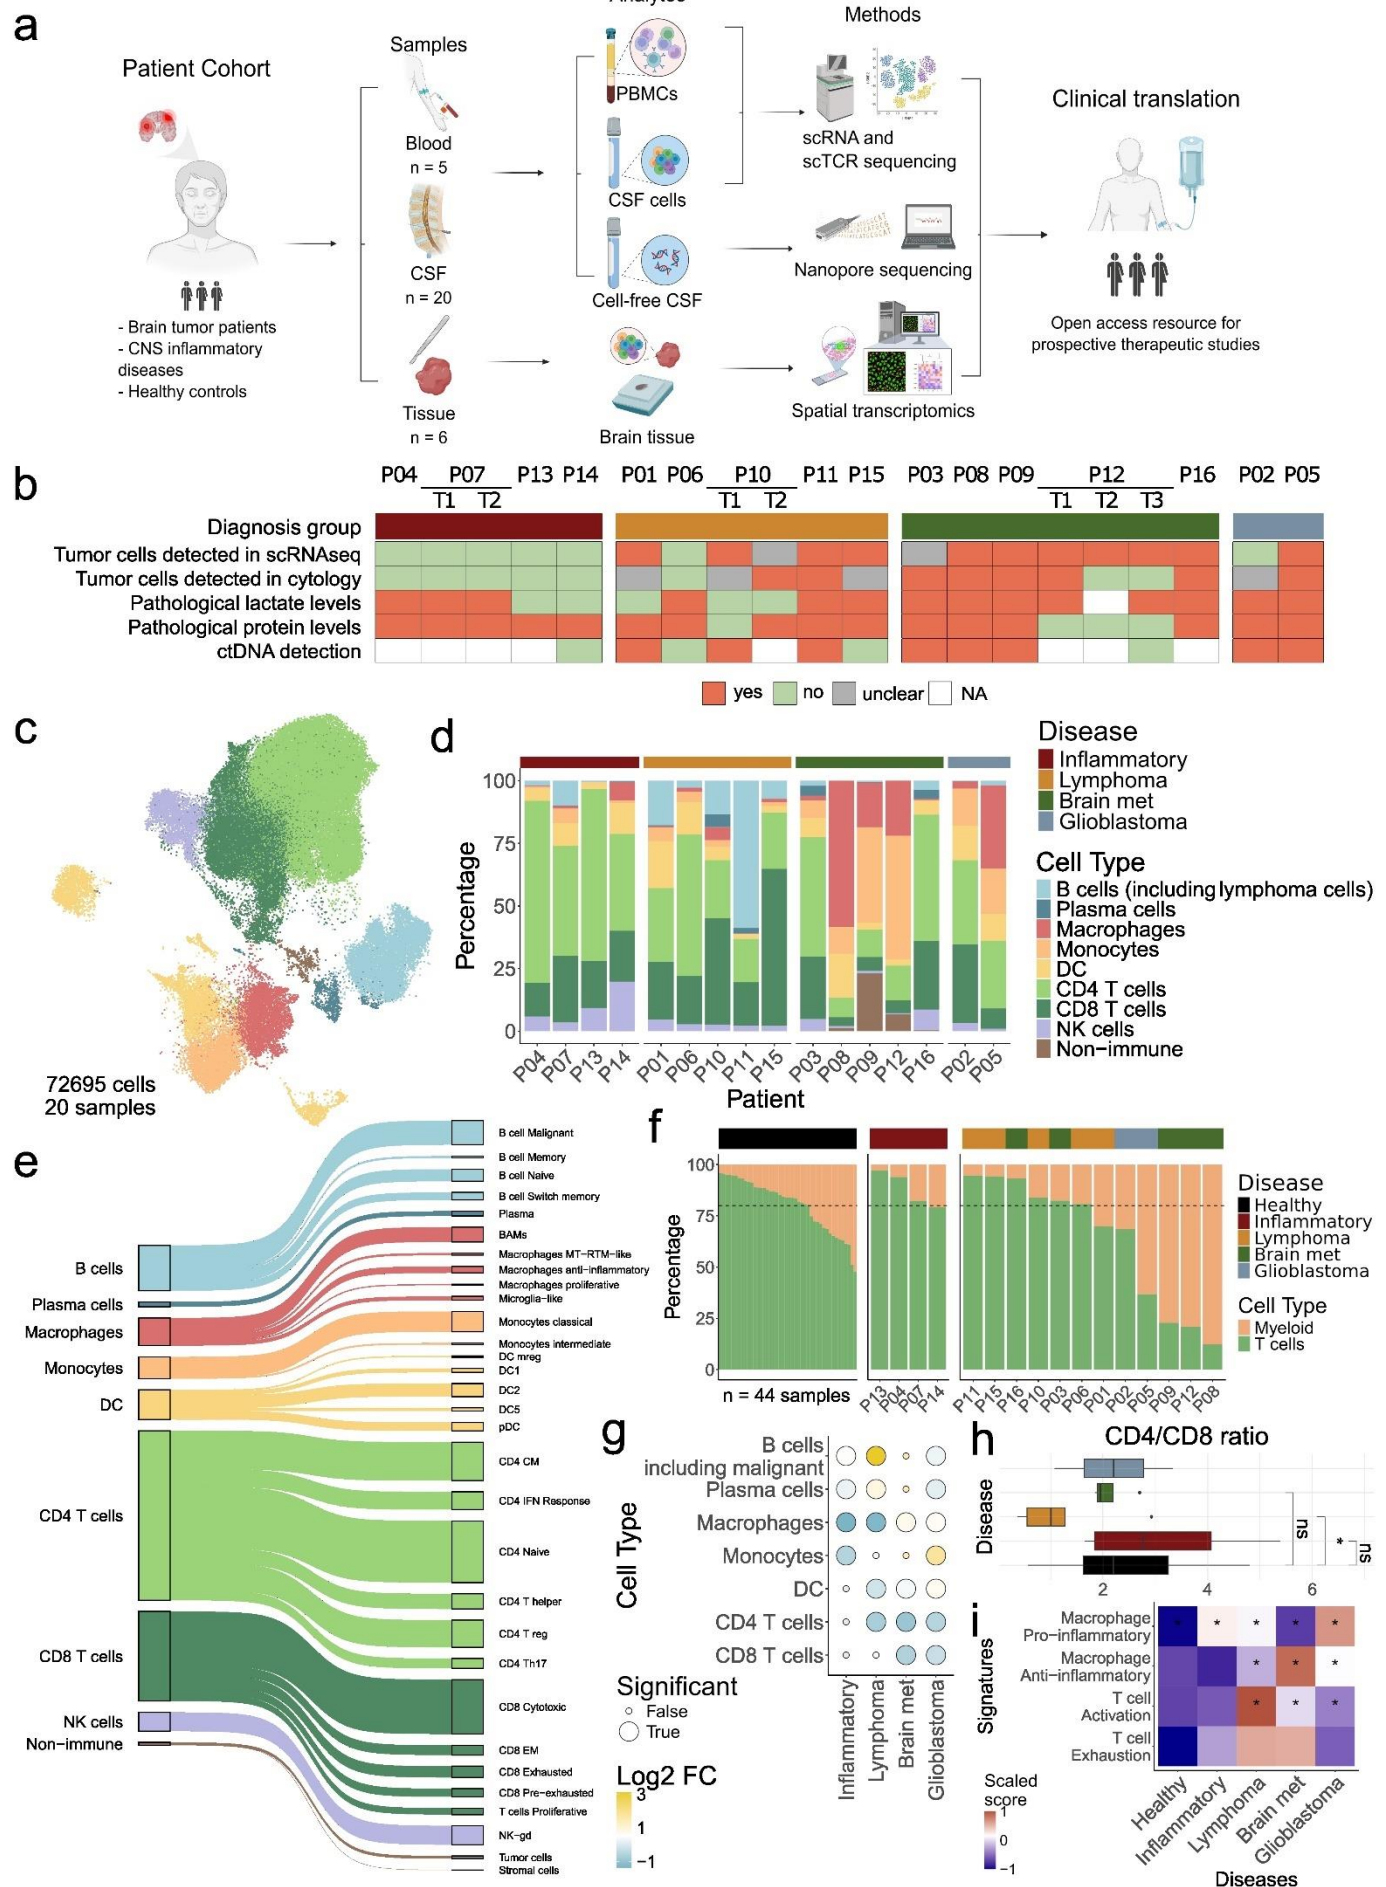 a
Analytes
Methods
Samples
Patient Cohort
Clinical translation
Blood
n = 5
CSF
n = 20
Tissue
n = 6
- Brain tumor patients
- CNS inflammatory
diseases
- Healthy controls
PBMCs
CSF cells
Cell-free CSF
Brain tissue
scRNA and
scTCR sequencing
Nanopore sequencing
Spatial transcriptomics
Open access resource for
prospective therapeutic studies
b
P04 P07 P13 P14 P01 P06 P10 P11 P15 P03 P08 P09 P12 P16 P02 P05
T1 T2 T1 T2 T1 T2 T3
Diagnosis group
Tumor cells detected in scRNAseq
Tumor cells detected in cytology
Pathological lactate levels
Pathological protein levels
ctDNA detection
yes no unclear NA
c
72695 cells
20 samples
d
Percentage
100
75
50
25
0
P04 P07 P13 P14 P01 P06 P10 P11 P15 P03 P08 P09 P12 P16 P02 P05
Patient
Disease
Inflammatory
Lymphoma
Brain met
Glioblastoma
Cell Type
B cells (including lymphoma cells)
Plasma cells
Macrophages
Monocytes
DC
CD4 T cells
CD8 T cells
NK cells
Non-immune
e
B cells
Plasma cells
Macrophages
Monocytes
DC
CD4 T cells
CD8 T cells
NK cells
Non-immune
B cell Malignant
B cell Memory
B cell Naive
B cell Switch memory
Plasma
BAMs
Macrophages MT-RTM-like
Macrophages anti-inflammatory
Macrophages proliferative
Microglia-like
Monocytes classical
Monocytes intermediate
DC mreg
DC1
DC2
DC5
pDC
CD4 CM
CD4 IFN Response
CD4 Naive
CD4 T helper
CD4 T reg
CD4 Th17
CD8 Cytotoxic
CD8 EM
CD8 Exhausted
CD8 Pre-exhausted
T cells Proliferative
NK-gd
Tumor cells
Stromal cells
f
Percentage
100
75
50
25
0
n = 44 samples
P13 P04 P07 P14 P11 P15 P16 P10 P03 P06 P01 P02 P05 P09 P12 P08
Disease
Healthy
Inflammatory
Lymphoma
Brain met
Glioblastoma
Cell Type
Myeloid
T cells
g
Cell Type
B cells
including malignant
Plasma cells
Macrophages
Monocytes
DC
CD4 T cells
CD8 T cells
Inflammatory
Lymphoma
Brain met
Glioblastoma
Significant
False
True
Log2 FC
3
1
−1
h
CD4/CD8 ratio
Disease
2 4 6
ns
*
ns
i
Signatures
Macrophage
Pro-inflammatory
* * * * *
Macrophage
Anti-inflammatory
* * *
T cell
Activation
* * *
T cell
Exhaustion
Healthy
Inflammatory
Lymphoma
Brain met
Glioblastoma
Diseases
Scaled
score
1
0
−1